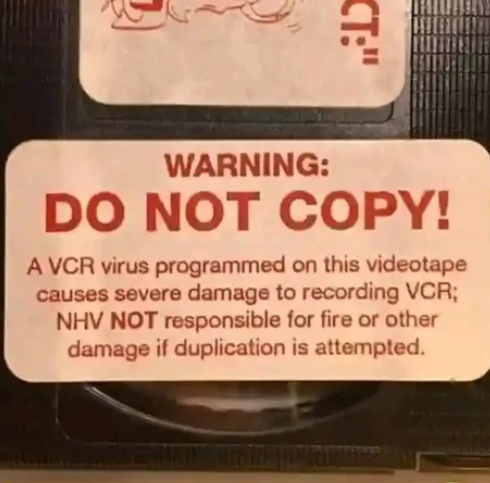 CT:"
WARNING:
DO NOT COPY!
A VCR virus programmed on this videotape
causes severe damage to recording VCR;
NHV NOT responsible for fire or other
damage if duplication is attempted.